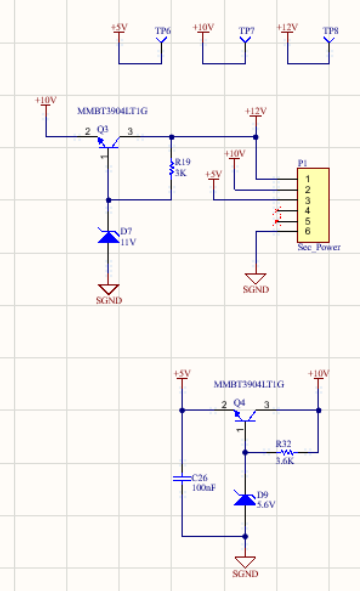 +5V TP6 +10V TP7 +12V TP8
+10V
MMBT3904LT1G
+12V
2 Q3 3
1
R19
3K
+10V
+5V
P1
1
2
3
4
5
6
Sec_Power
D7
11V
SGND
SGND
+5V +10V
MMBT3904LT1G
2 Q4 3
1
R32
3.6K
C26
100nF
D9
5.6V
SGND